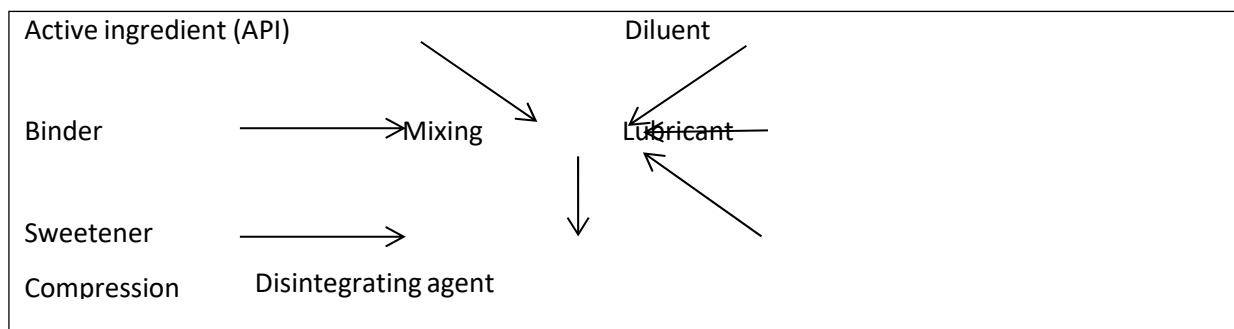 Active ingredient (API) Diluent
Binder Mixing Lubricant
Sweetener
Compression Disintegrating agent